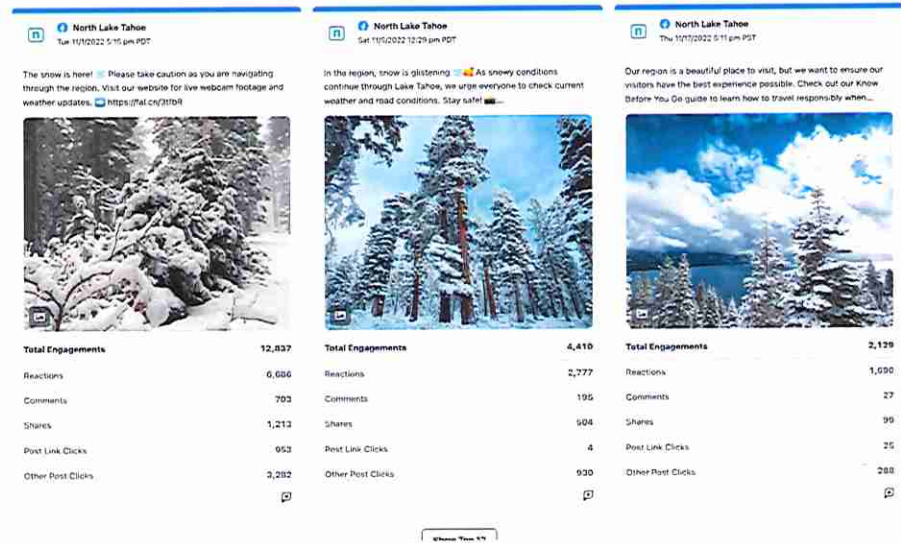 North Lake Tahoe
Tue 11/1/2022 5:15 pm PDT
The snow is here! Please take caution as you are navigating
through the region. Visit our website for live webcam footage and
weather updates.
Total Engagements 12,837
Reactions 6,686
Comments 703
Shares 1,213
Post Link Clicks 953
Other Post Clicks 3,282
North Lake Tahoe
Sat 11/5/2022 12:29 pm PDT
In the region, snow is glistening As snowy conditions
continue through Lake Tahoe, we urge everyone to check current
weather and road conditions. Stay safe! ...
Total Engagements 4,410
Reactions 2,777
Comments 195
Shares 504
Post Link Clicks 4
Other Post Clicks 930
North Lake Tahoe
Thu 11/17/2022 5:11 pm PST
Our region is a beautiful place to visit, but we want to ensure our
visitors have the best experience possible. Check out our Know
Before You Go guide to learn how to travel responsibly when...
Total Engagements 2,129
Reactions 1,690
Comments 27
Shares 99
Post Link Clicks 25
Other Post Clicks 288
Show Top 12